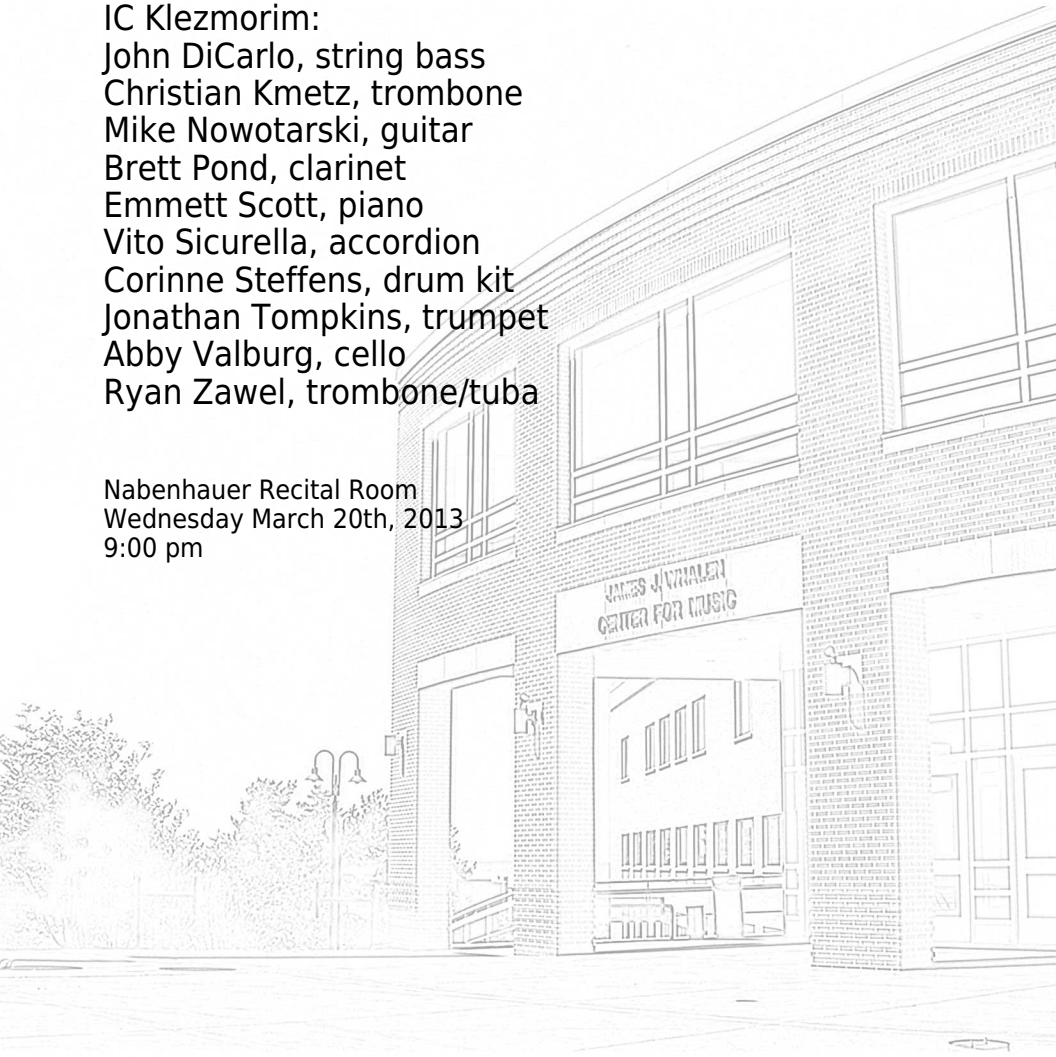 IC Klezmorim:
John DiCarlo, string bass
Christian Kmetz, trombone
Mike Nowotarski, guitar
Brett Pond, clarinet
Emmett Scott, piano
Vito Sicurella, accordion
Corinne Steffens, drum kit
Jonathan Tompkins, trumpet
Abby Valburg, cello
Ryan Zawel, trombone/tuba
Nabenhauer Recital Room
Wednesday March 20th, 2013
9:00 pm
JAMES J. WHALEN
CENTER FOR MUSIC